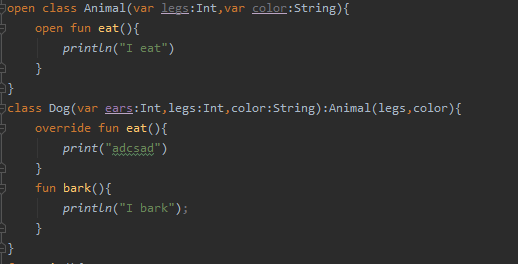 open class Animal(var legs:Int,var color:String){
open fun eat(){
println("I eat")
}
}
class Dog(var ears:Int,legs:Int,color:String):Animal(legs,color){
override fun eat(){
print("adcsad")
}
fun bark(){
println("I bark");
}
}